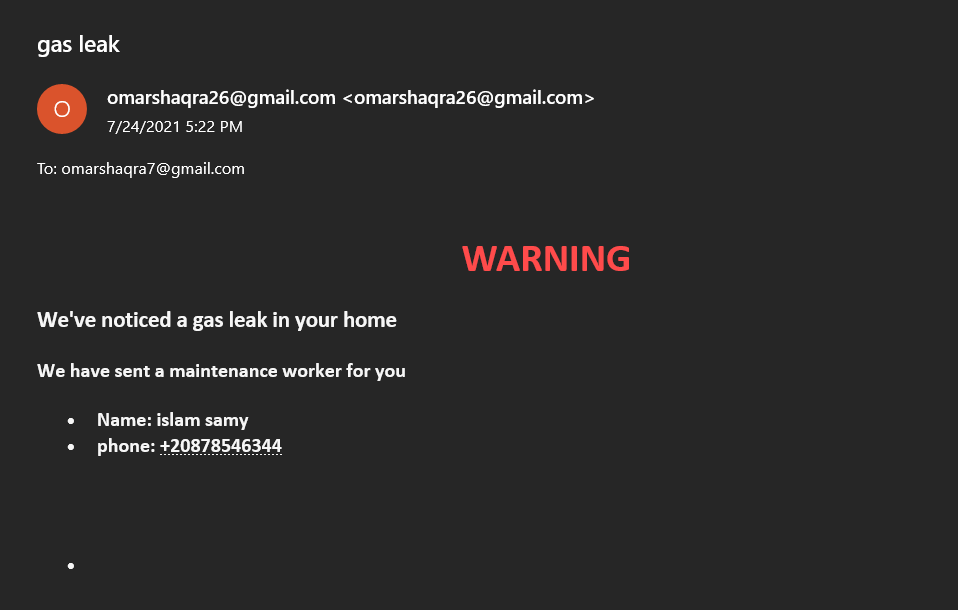 gas leak
O
omarshaqra26@gmail.com <omarshaqra26@gmail.com>
7/24/2021 5:22 PM
To: omarshaqra7@gmail.com
WARNING
We've noticed a gas leak in your home
We have sent a maintenance worker for you
• Name: islam samy
• phone: +20878546344
•